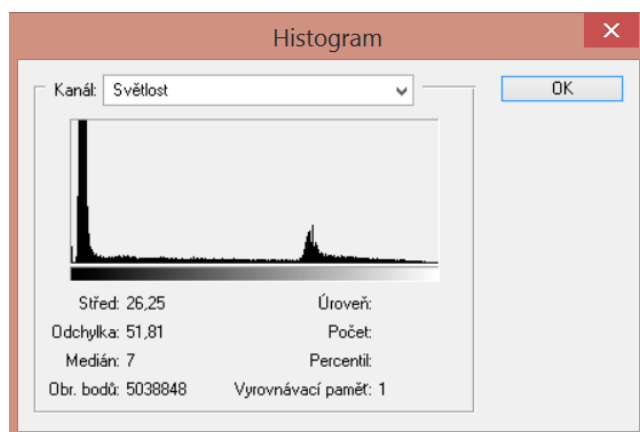 Histogram
Kanál: Světlost
OK
Střed: 26,25
Úroveň:
Odchylka: 51,81
Počet:
Medián: 7
Percentil:
Obr. bodů: 5038848
Vyrovnávací paměť: 1